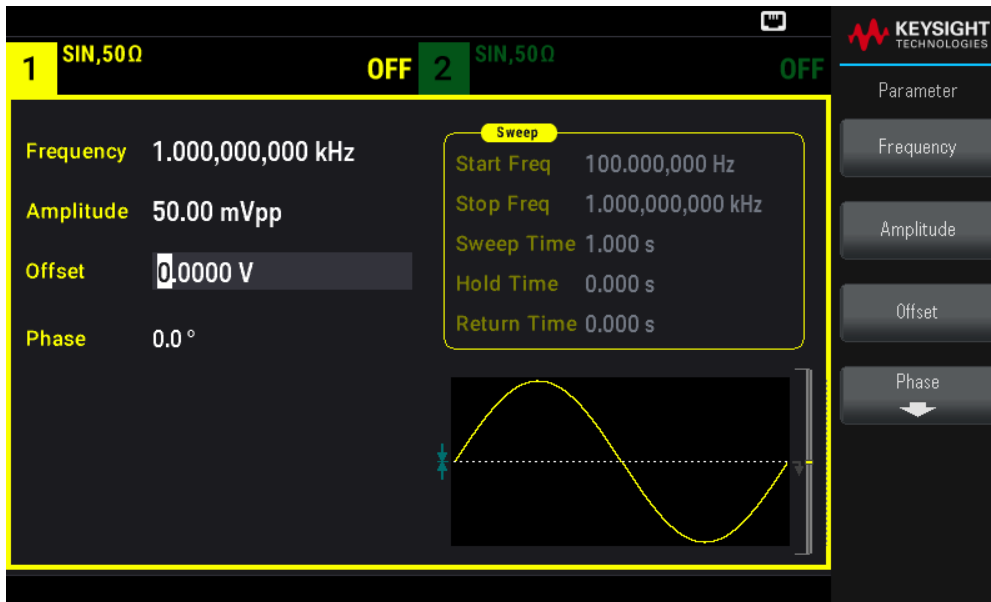 KEYSIGHT
TECHNOLOGIES
1 SIN,50Ω OFF 2 SIN,50Ω OFF
Parameter
Frequency 1.000,000,000 kHz
Amplitude 50.00 mVpp
Offset 0.0000 V
Phase 0.0 °
Sweep
Start Freq 100.000,000 Hz
Stop Freq 1.000,000,000 kHz
Sweep Time 1.000 s
Hold Time 0.000 s
Return Time 0.000 s
Frequency
Amplitude
Offset
Phase